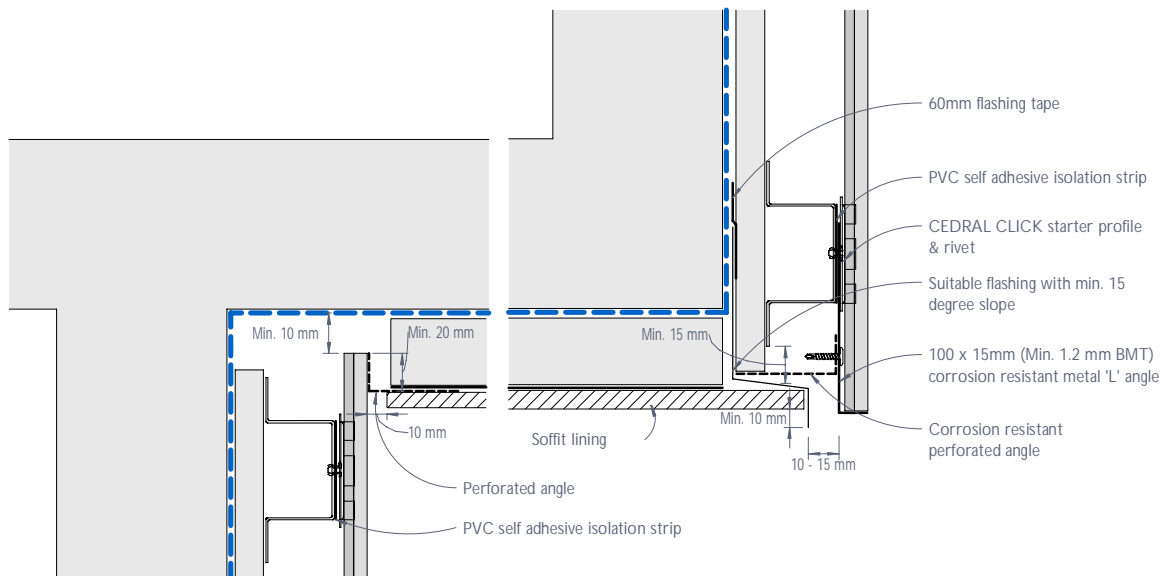 60mm flashing tape
PVC self adhesive isolation strip
CEDRAL CLICK starter profile
& rivet
Suitable flashing with min. 15
degree slope
Min. 10 mm
Min. 20 mm
Min. 15 mm
100 x 15mm (Min. 1.2 mm BMT)
corrosion resistant metal 'L' angle
Min. 10 mm
10 mm
Soffit lining
Corrosion resistant
perforated angle
10 - 15 mm
Perforated angle
PVC self adhesive isolation strip